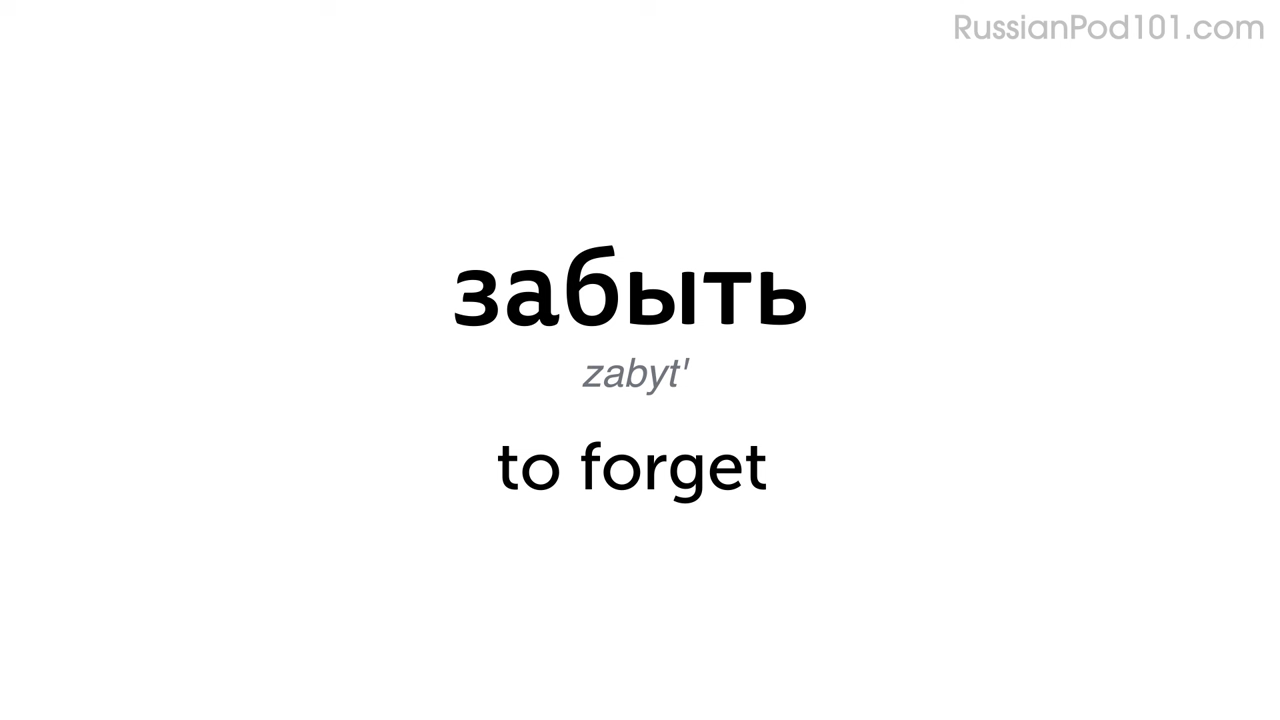 RussianPod101.com
забыть
zabyt'
to forget